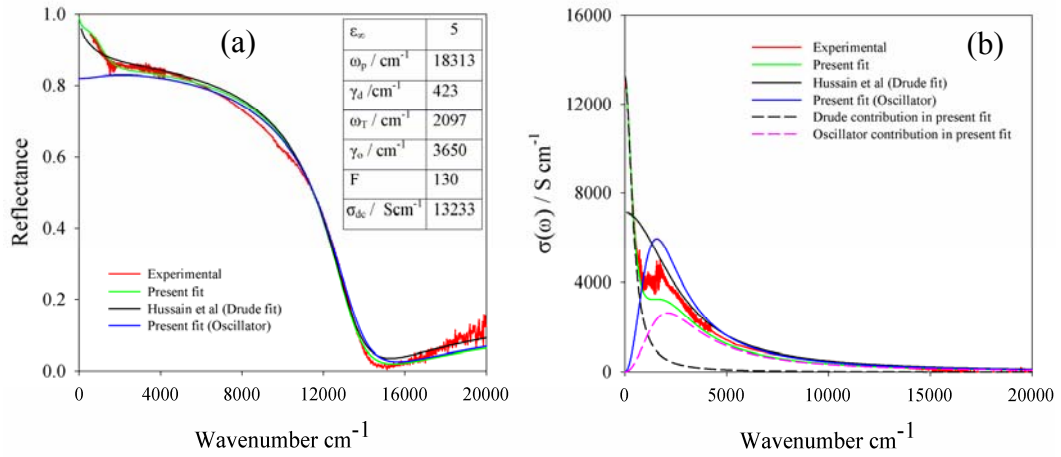 (a)
ε∞ 5
ωp / cm-1 18313
γd /cm-1 423
ωT / cm-1 2097
γo / cm-1 3650
F 130
σdc / Scm-1 13233
Reflectance
1.0
0.8
0.6
0.4
0.2
0.0
Experimental
Present fit
Hussain et al (Drude fit)
Present fit (Oscillator)
0 4000 8000 12000 16000 20000
Wavenumber cm-1
(b)
σ(ω) / S cm-1
16000
12000
8000
4000
0
Experimental
Present fit
Hussain et al (Drude fit)
Present fit (Oscillator)
Drude contribution in present fit
Oscillator contribution in present fit
0 5000 10000 15000 20000
Wavenumber cm-1